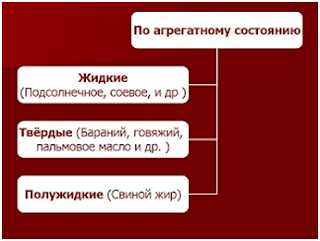 По агрегатному состоянию
Жидкие
(Подсолнечное, соевое, и др )
Твёрдые (Бараний, говяжий,
пальмовое масло и др. )
Полужидкие (Свиной жир)